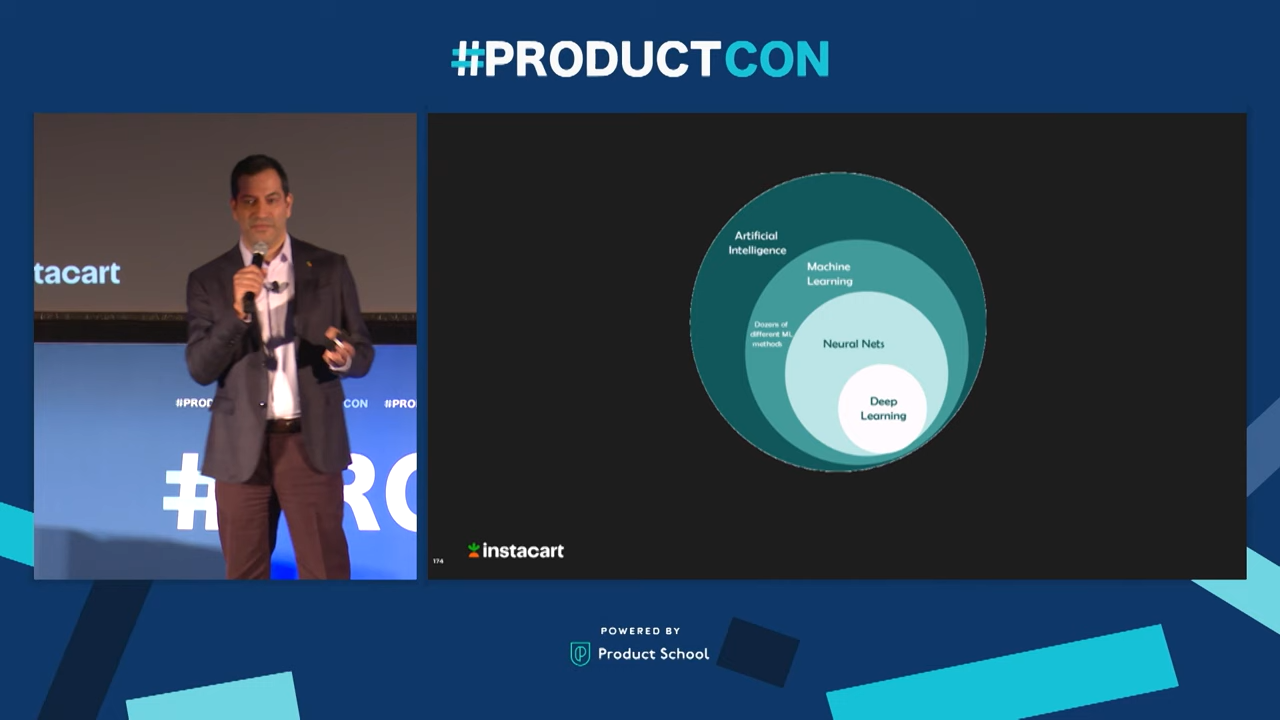 #PRODUCTCON
tacart
#PRO
CON
#PRO
#
RO
Artificial
Intelligence
Machine
Learning
Dozens of
different ML
methods
Neural Nets
Deep
Learning
174
instacart
POWERED BY
Product School